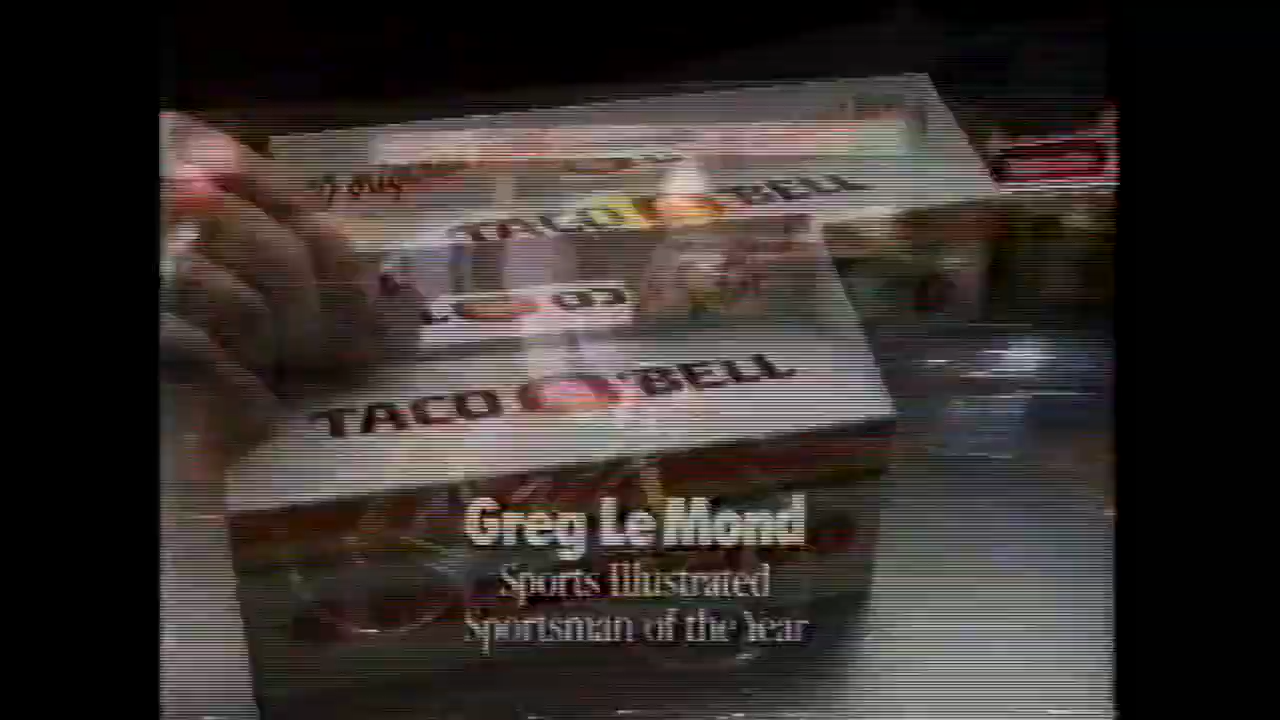 TACO BELL
TACO BELL
Greg Le Mond
Sports Illustrated
Sportsman of the Year